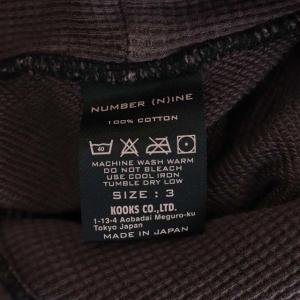 NUMBER (N)INE
100% COTTON
40
MACHINE WASH WARM
DO NOT BLEACH
USE COOL IRON
TUMBLE DRY LOW
SIZE : 3
KOOKS CO.,LTD.
1-13-4 Aobadai Meguro-ku
Tokyo Japan
MADE IN JAPAN